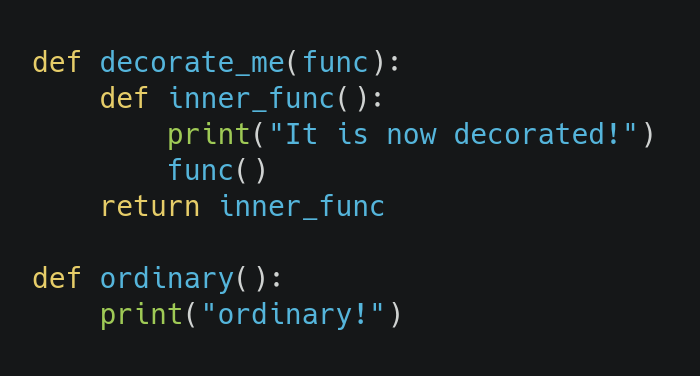 def decorate_me(func):
    def inner_func():
        print("It is now decorated!")
        func()
    return inner_func

def ordinary():
    print("ordinary!")